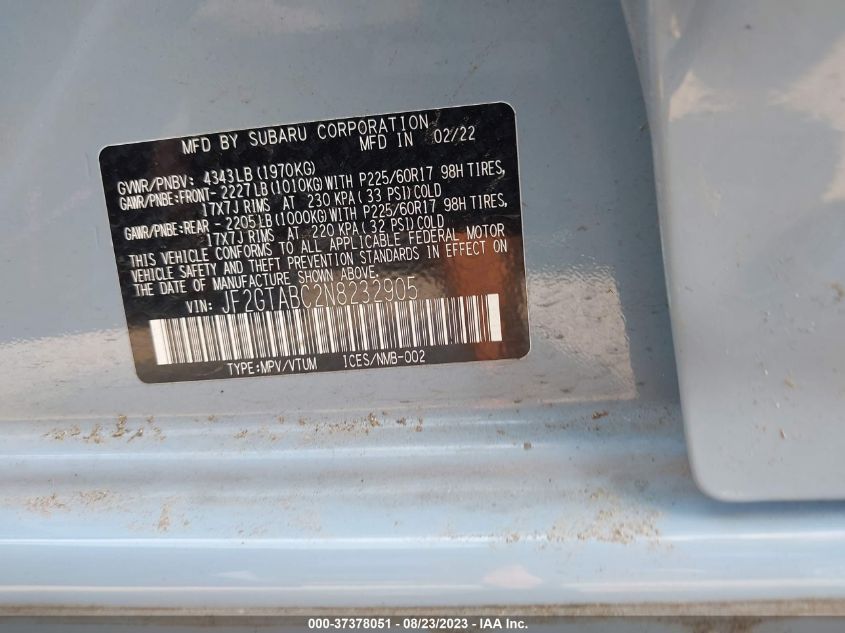 MFD BY SUBARU CORPORATION
MFD IN 02/22
GVWR/PNBV: 4343LB (1970KG)
GAWR/PNBE:FRONT- 2227LB (1010KG) WITH P225/60R17 98H TIRES,
17X7J RIMS AT 230 KPA ( 33 PSI) COLD
GAWR/PNBE:REAR - 2205LB (1000KG) WITH P225/60R17 98H TIRES,
17X7J RIMS AT 220 KPA ( 32 PSI) COLD
THIS VEHICLE CONFORMS TO ALL APPLICABLE FEDERAL MOTOR
VEHICLE SAFETY AND THEFT PREVENTION STANDARDS IN EFFECT ON
THE DATE OF MANUFACTURE SHOWN ABOVE.
VIN: JF2GTABC2N8232905
TYPE:MPV/VTUM ICES/NMB-002
000-37378051 - 08/23/2023 - IAA Inc.